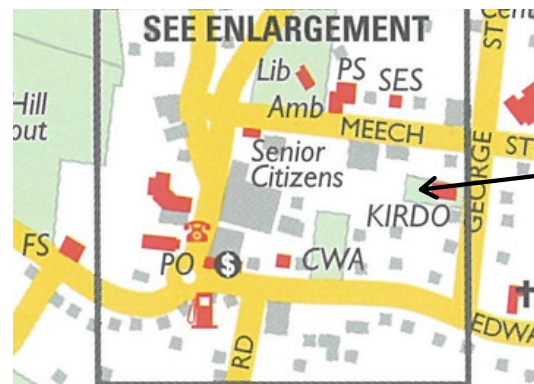 SEE ENLARGEMENT
Cent
ST
Lib
PS
SES
Amb
Hill
out
MEECH
ST
Senior
Citizens
GEORGE
KIRDO
FS
PO
$
CWA
EDWA
RD